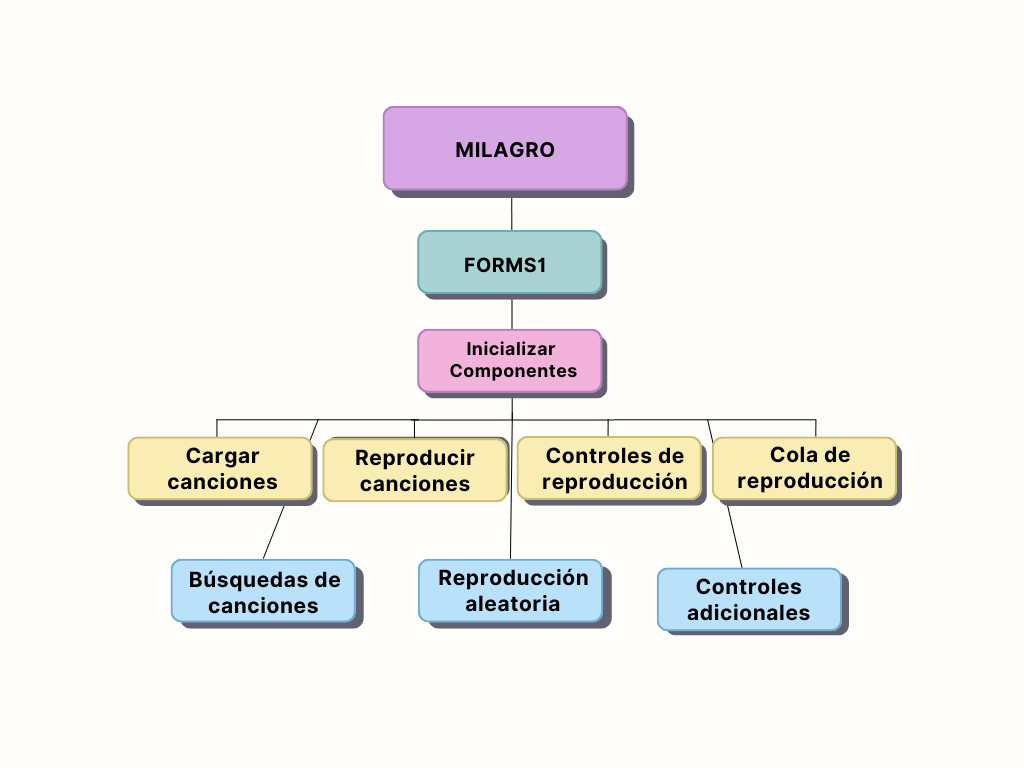 MILAGRO
FORMS1
Inicializar
Componentes
Cargar
canciones
Reproducir
canciones
Controles de
reproducción
Cola de
reproducción
Búsquedas de
canciones
Reproducción
aleatoria
Controles
adicionales